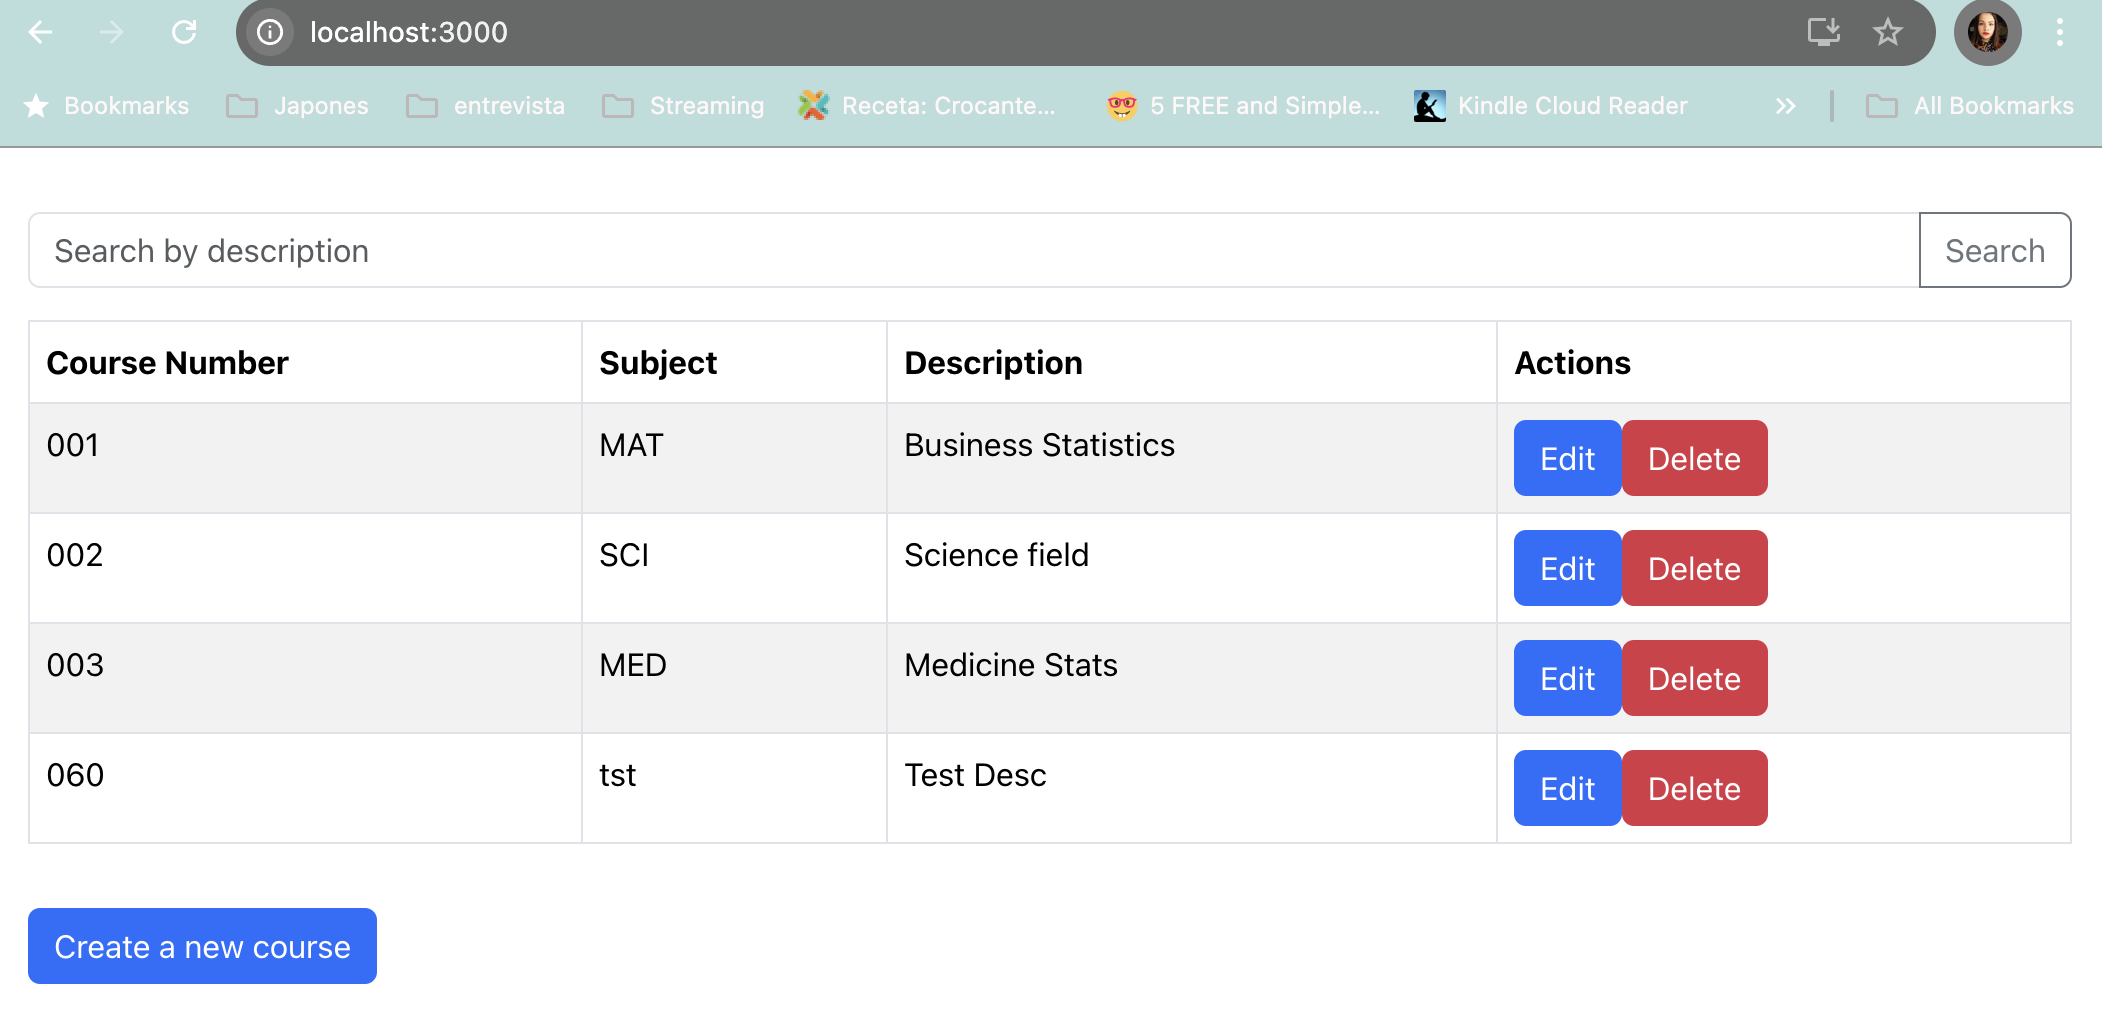 localhost:3000
Bookmarks Japones entrevista Streaming Receta: Crocante... 5 FREE and Simple... Kindle Cloud Reader All Bookmarks
Search by description Search
Course Number Subject Description Actions
001 MAT Business Statistics Edit Delete
002 SCI Science field Edit Delete
003 MED Medicine Stats Edit Delete
060 tst Test Desc Edit Delete
Create a new course